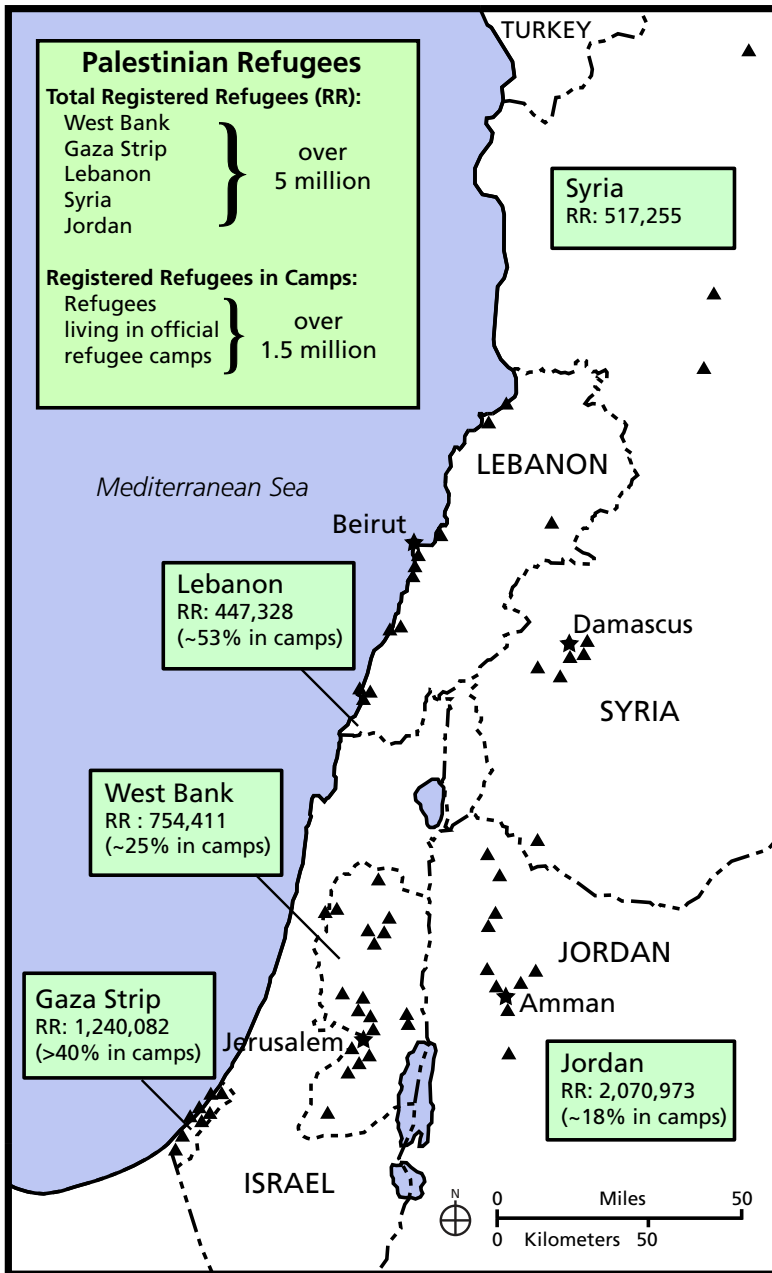 TURKEY
Palestinian Refugees
Total Registered Refugees (RR):
West Bank
Gaza Strip
Lebanon
Syria
Jordan
over
5 million
Registered Refugees in Camps:
Refugees
living in official
refugee camps
over
1.5 million
Syria
RR: 517,255
LEBANON
Mediterranean Sea
Beirut
Lebanon
RR: 447,328
(~53% in camps)
Damascus
SYRIA
West Bank
RR : 754,411
(~25% in camps)
JORDAN
Gaza Strip
RR: 1,240,082
(>40% in camps)
Amman
Jerusalem
Jordan
RR: 2,070,973
(~18% in camps)
ISRAEL
N
0 Miles 50
0 Kilometers 50